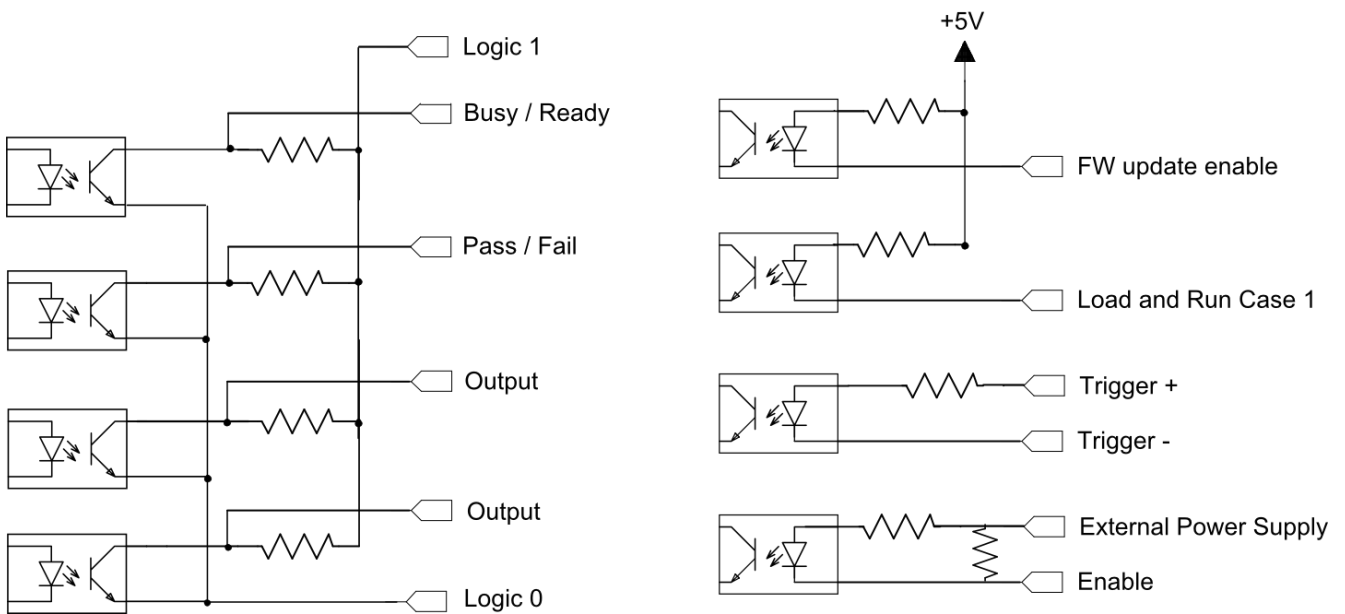 Logic 1
Busy / Ready
Pass / Fail
Output
Output
Logic 0
+5V
FW update enable
Load and Run Case 1
Trigger +
Trigger -
External Power Supply
Enable